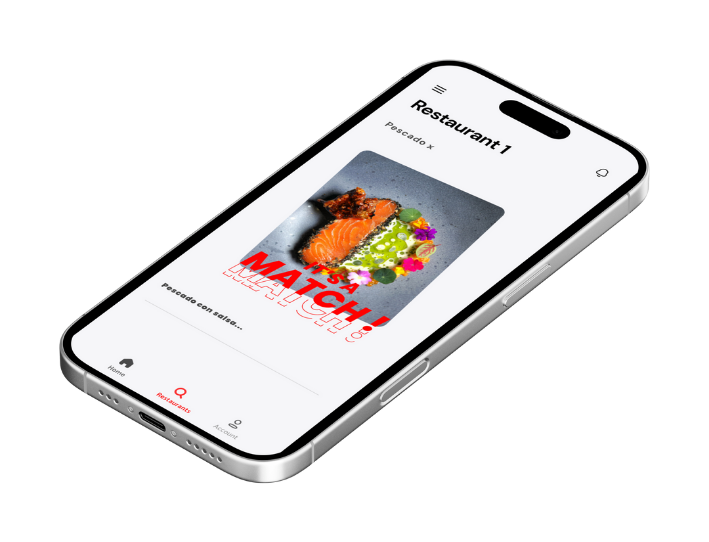 Restaurant 1
Pescado x
IT'S A
MATCH!
Pescado con salsa...
Home
Restaurants
Account